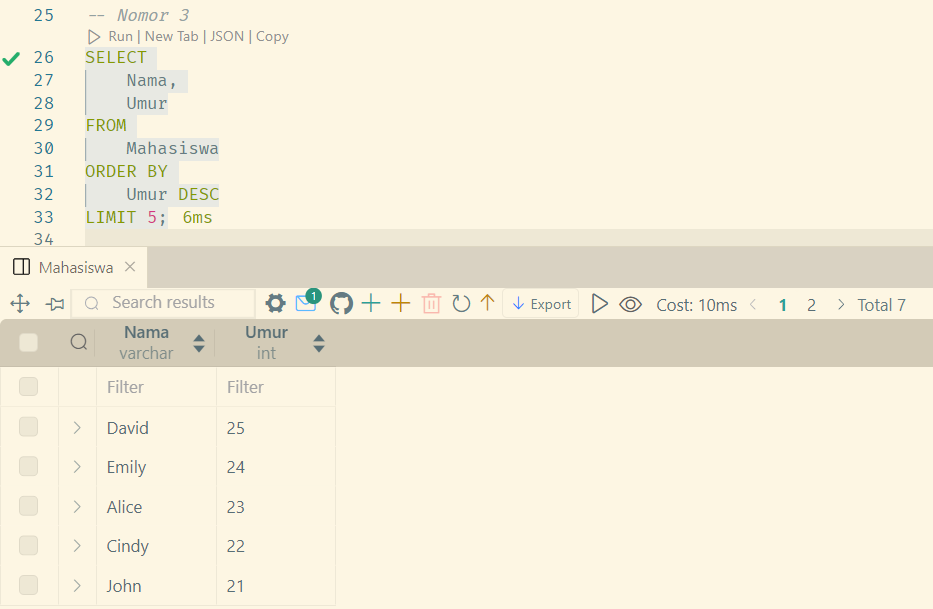 25 -- Nomor 3
Run | New Tab | JSON | Copy
26 SELECT
27 Nama,
28 Umur
29 FROM
30 Mahasiswa
31 ORDER BY
32 Umur DESC
33 LIMIT 5; 6ms
34
Mahasiswa
Search results 1 Export Cost: 10ms 1 2 Total 7
Nama Umur
varchar int
Filter Filter
David 25
Emily 24
Alice 23
Cindy 22
John 21